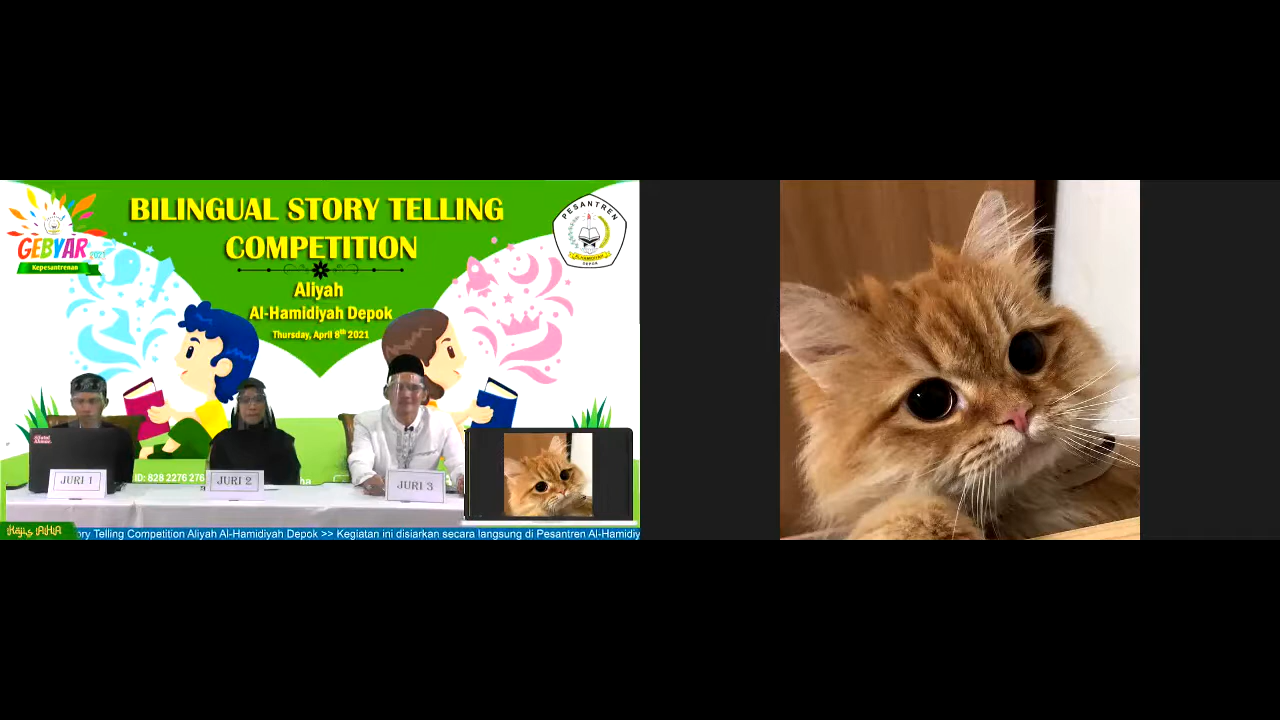 BILINGUAL STORY TELLING
COMPETITION
Aliyah
Al-Hamidiyah Depok
Thursday, April 8th 2021
GEBYAR 2021
Kepesantrenan
PESANTREN
AL-HAMIDIYAH
DEPOK
JURI 1
JURI 2
JURI 3
ID: 828 2276 276
ory Telling Competition Aliyah Al-Hamidiyah Depok >> Kegiatan ini disiarkan secara langsung di Pesantren Al-Hamidiy